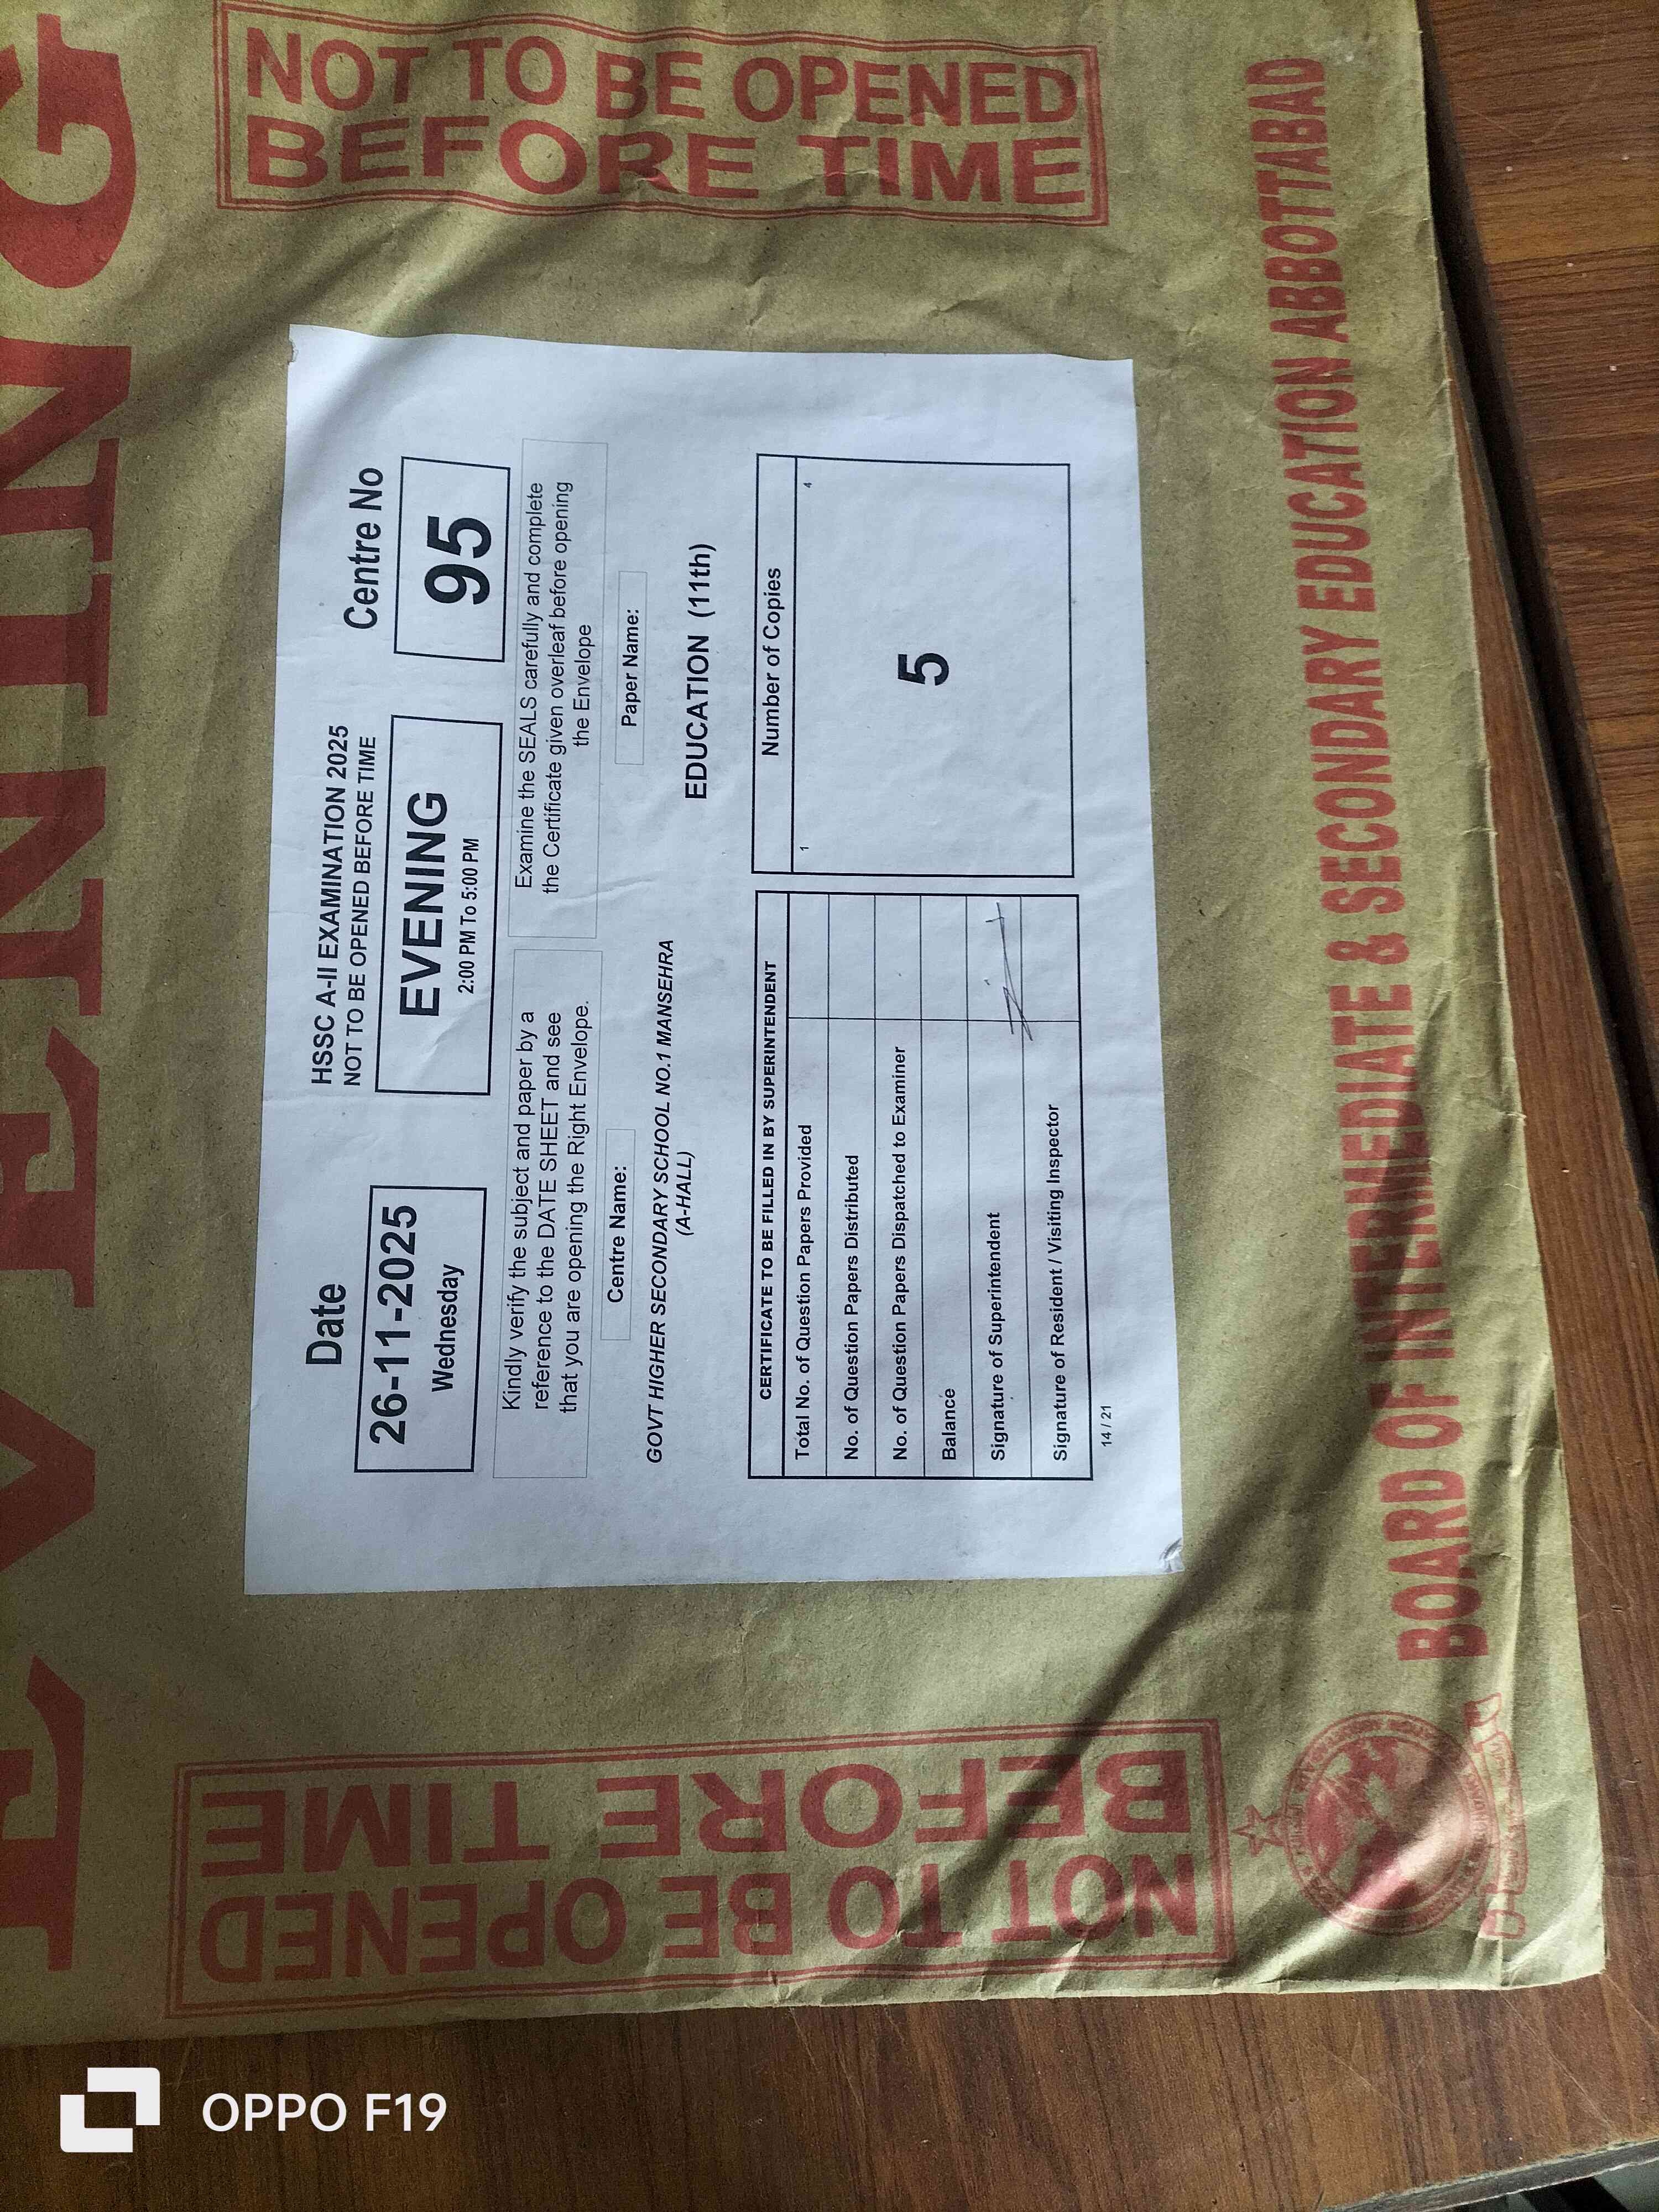 EVENING
NOT TO BE OPENED
BEFORE TIME
NOT TO BE OPENED
BEFORE TIME
Date
26-11-2025
Wednesday
HSSC A-II EXAMINATION 2025
NOT TO BE OPENED BEFORE TIME
EVENING
2:00 PM To 5:00 PM
Centre No
95
Kindly verify the subject and paper by a
reference to the DATE SHEET and see
that you are opening the Right Envelope.
Examine the SEALS carefully and complete
the Certificate given overleaf before opening
the Envelope
Centre Name:
GOVT HIGHER SECONDARY SCHOOL NO.1 MANSEHRA
(A-HALL)
Paper Name:
EDUCATION (11th)
CERTIFICATE TO BE FILLED IN BY SUPERINTENDENT
Total No. of Question Papers Provided
No. of Question Papers Distributed
No. of Question Papers Dispatched to Examiner
Balance
Signature of Superintendent
Signature of Resident / Visiting Inspector
14 / 21
Number of Copies
1 4
5
BOARD OF INTERMEDIATE & SECONDARY EDUCATION ABBOTTABAD
OPPO F19